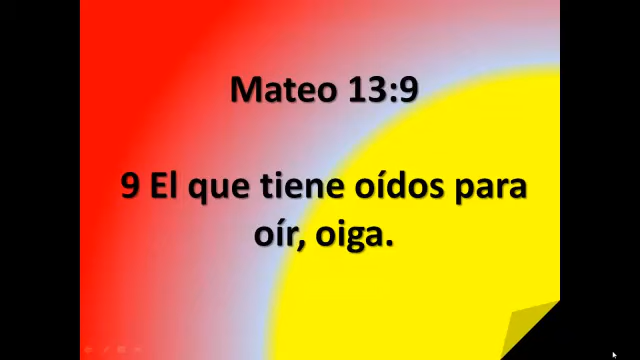 Mateo 13:9
9 El que tiene oídos para
oír, oiga.